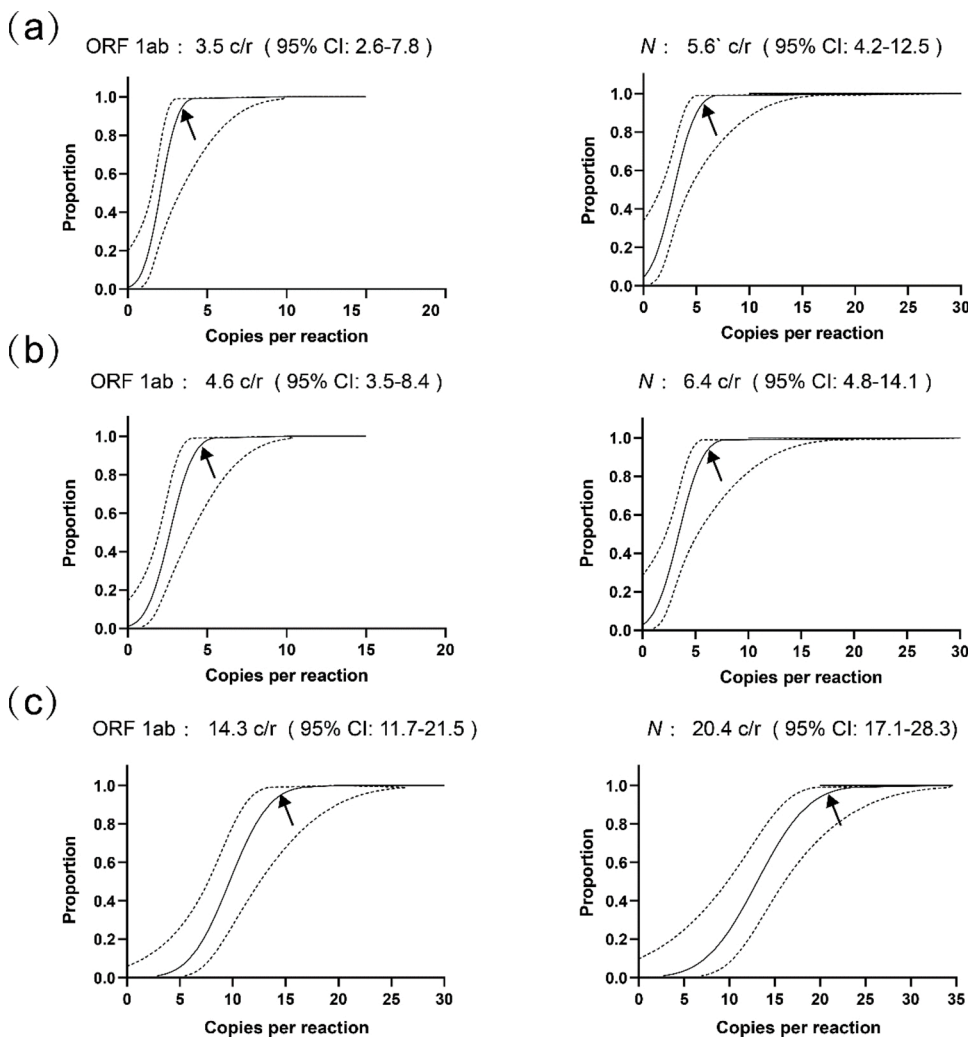 (a)
ORF 1ab : 3.5 c/r ( 95% CI: 2.6-7.8 )
N : 5.6` c/r ( 95% CI: 4.2-12.5 )
1.0
0.8
0.6
0.4
0.2
0.0
Proportion
0 5 10 15 20
Copies per reaction
1.0
0.8
0.6
0.4
0.2
0.0
Proportion
0 5 10 15 20 25 30
Copies per reaction
(b)
ORF 1ab : 4.6 c/r ( 95% CI: 3.5-8.4 )
N : 6.4 c/r ( 95% CI: 4.8-14.1 )
1.0
0.8
0.6
0.4
0.2
0.0
Proportion
0 5 10 15 20
Copies per reaction
1.0
0.8
0.6
0.4
0.2
0.0
Proportion
0 5 10 15 20 25 30
Copies per reaction
(c)
ORF 1ab : 14.3 c/r ( 95% CI: 11.7-21.5 )
N : 20.4 c/r ( 95% CI: 17.1-28.3)
1.0
0.8
0.6
0.4
0.2
0.0
Proportion
0 5 10 15 20 25 30
Copies per reaction
1.0
0.8
0.6
0.4
0.2
0.0
Proportion
0 5 10 15 20 25 30 35
Copies per reaction